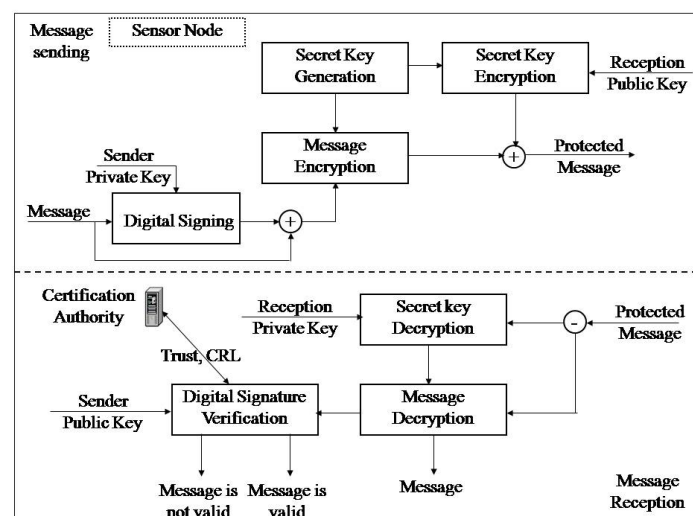 Message
sending
Sensor Node
Secret Key
Generation
Secret Key
Encryption
Reception
Public Key
Message
Encryption
Protected
Message
Sender
Private Key
Message
Digital Signing
+
+
Certification
Authority
Trust, CRL
Reception
Private Key
Secret key
Decryption
-
Protected
Message
Sender
Public Key
Digital Signature
Verification
Message
Decryption
Message is
not valid
Message is
valid
Message
Message
Reception